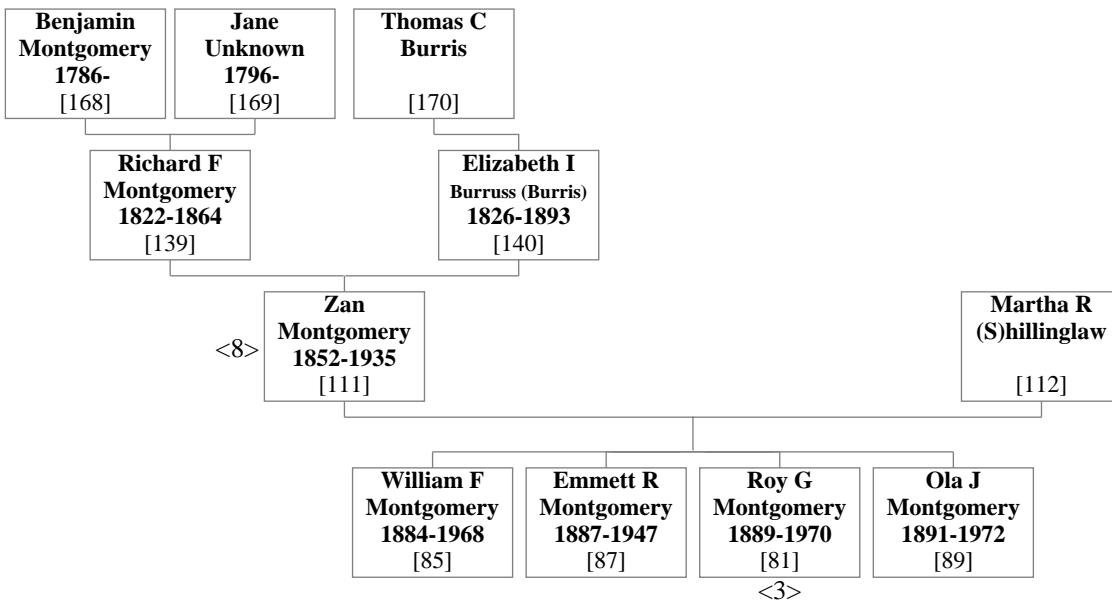 Benjamin
Montgomery
1786-
[168]
Jane
Unknown
1796-
[169]
Thomas C
Burris
[170]
Richard F
Montgomery
1822-1864
[139]
Elizabeth I
Burruss (Burris)
1826-1893
[140]
<8>
Zan
Montgomery
1852-1935
[111]
Martha R
(S)hillinglaw
[112]
William F
Montgomery
1884-1968
[85]
Emmett R
Montgomery
1887-1947
[87]
Roy G
Montgomery
1889-1970
[81]
<3>
Ola J
Montgomery
1891-1972
[89]